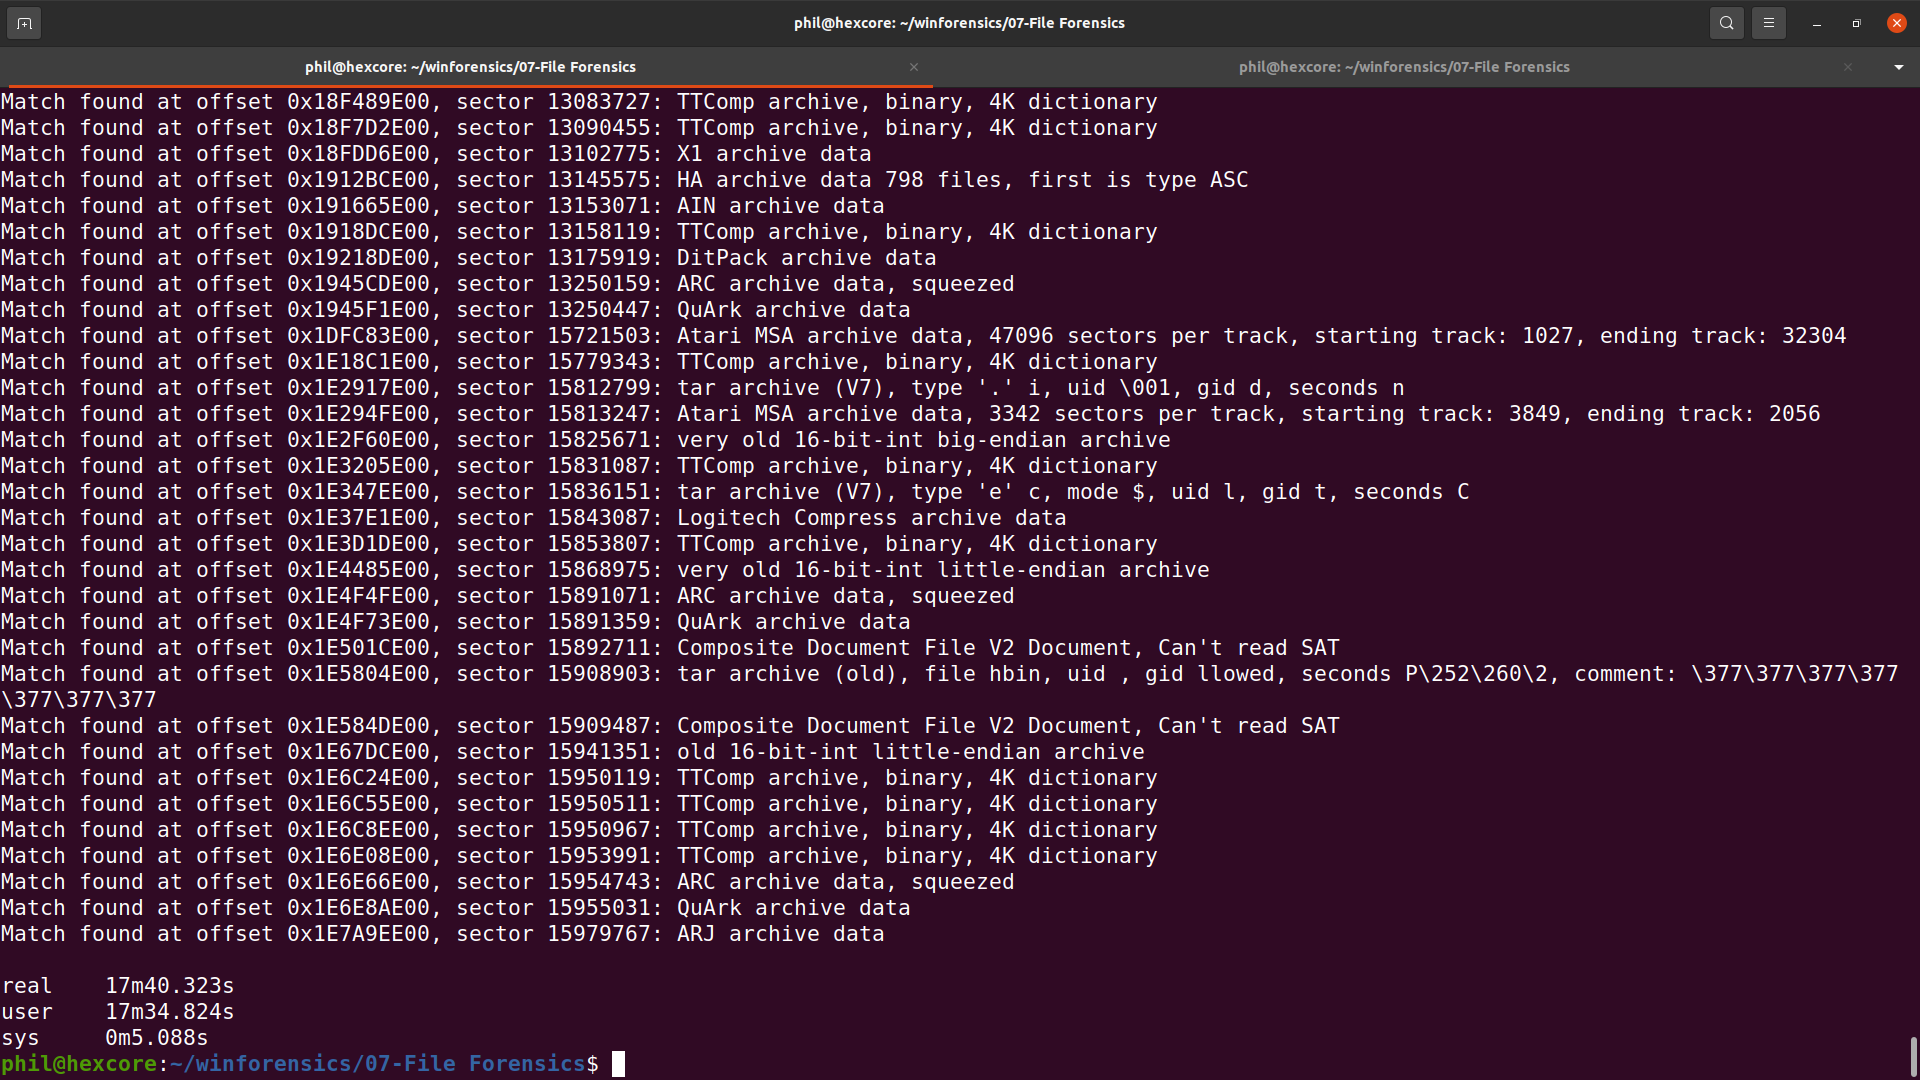 phil@hexcore: ~/winforensics/07-File Forensics
phil@hexcore: ~/winforensics/07-File Forensics
phil@hexcore: ~/winforensics/07-File Forensics
Match found at offset 0x18F489E00, sector 13083727: TTComp archive, binary, 4K dictionary
Match found at offset 0x18F7D2E00, sector 13090455: TTComp archive, binary, 4K dictionary
Match found at offset 0x18FDD6E00, sector 13102775: X1 archive data
Match found at offset 0x1912BCE00, sector 13145575: HA archive data 798 files, first is type ASC
Match found at offset 0x191665E00, sector 13153071: AIN archive data
Match found at offset 0x1918DCE00, sector 13158119: TTComp archive, binary, 4K dictionary
Match found at offset 0x19218DE00, sector 13175919: DitPack archive data
Match found at offset 0x1945CDE00, sector 13250159: ARC archive data, squeezed
Match found at offset 0x1945F1E00, sector 13250447: QuArk archive data
Match found at offset 0x1DFC83E00, sector 15721503: Atari MSA archive data, 47096 sectors per track, starting track: 1027, ending track: 32304
Match found at offset 0x1E18C1E00, sector 15779343: TTComp archive, binary, 4K dictionary
Match found at offset 0x1E2917E00, sector 15812799: tar archive (V7), type '.' i, uid \001, gid d, seconds n
Match found at offset 0x1E294FE00, sector 15813247: Atari MSA archive data, 3342 sectors per track, starting track: 3849, ending track: 2056
Match found at offset 0x1E2F60E00, sector 15825671: very old 16-bit-int big-endian archive
Match found at offset 0x1E3205E00, sector 15831087: TTComp archive, binary, 4K dictionary
Match found at offset 0x1E347EE00, sector 15836151: tar archive (V7), type 'e' c, mode $, uid l, gid t, seconds C
Match found at offset 0x1E37E1E00, sector 15843087: Logitech Compress archive data
Match found at offset 0x1E3D1DE00, sector 15853807: TTComp archive, binary, 4K dictionary
Match found at offset 0x1E4485E00, sector 15868975: very old 16-bit-int little-endian archive
Match found at offset 0x1E4F4FE00, sector 15891071: ARC archive data, squeezed
Match found at offset 0x1E4F73E00, sector 15891359: QuArk archive data
Match found at offset 0x1E501CE00, sector 15892711: Composite Document File V2 Document, Can't read SAT
Match found at offset 0x1E5804E00, sector 15908903: tar archive (old), file hbin, uid , gid llowed, seconds P\252\260\2, comment: \377\377\377\377
\377\377\377
Match found at offset 0x1E584DE00, sector 15909487: Composite Document File V2 Document, Can't read SAT
Match found at offset 0x1E67DCE00, sector 15941351: old 16-bit-int little-endian archive
Match found at offset 0x1E6C24E00, sector 15950119: TTComp archive, binary, 4K dictionary
Match found at offset 0x1E6C55E00, sector 15950511: TTComp archive, binary, 4K dictionary
Match found at offset 0x1E6C8EE00, sector 15950967: TTComp archive, binary, 4K dictionary
Match found at offset 0x1E6E08E00, sector 15953991: TTComp archive, binary, 4K dictionary
Match found at offset 0x1E6E66E00, sector 15954743: ARC archive data, squeezed
Match found at offset 0x1E6E8AE00, sector 15955031: QuArk archive data
Match found at offset 0x1E7A9EE00, sector 15979767: ARJ archive data
real 17m40.323s
user 17m34.824s
sys 0m5.088s
phil@hexcore:~/winforensics/07-File Forensics$